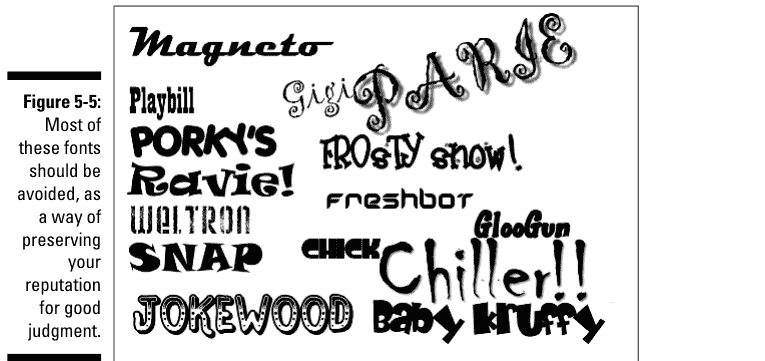 Figure 5-5:
Most of
these fonts
should be
avoided, as
a way of
preserving
your
reputation
for good
judgment.
Magneto
Gigi PARIE
Playbill
PORKY'S
FROsTY snow!
Ravie!
freshbot
WELTRON
GlooGun
SNAP
CHICK
Chiller!!
JOKEWOOD
Baby kruffy